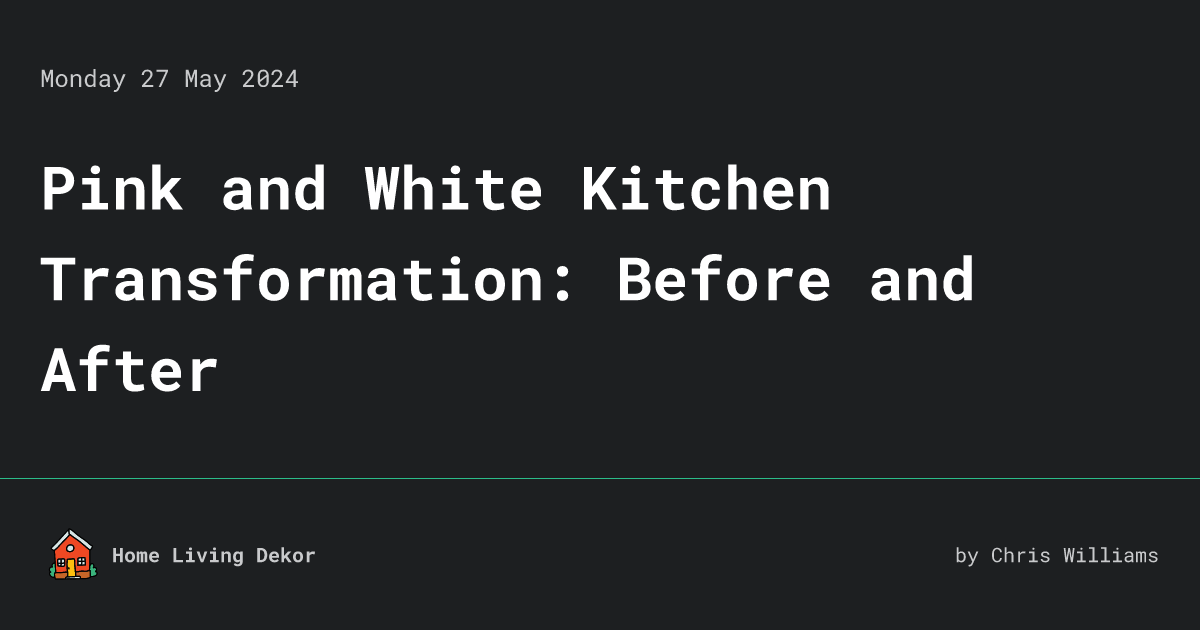 Monday 27 May 2024
Pink and White Kitchen
Transformation: Before and
After
Home Living Dekor
by Chris Williams